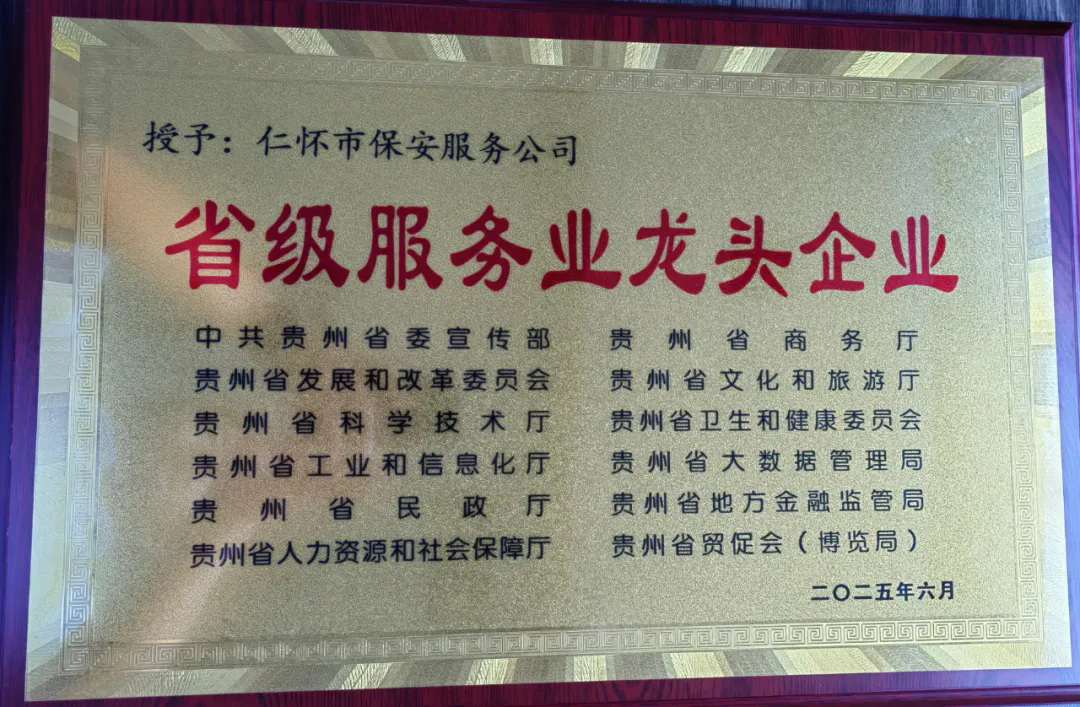 授予：仁怀市保安服务公司
省级服务业龙头企业
中共贵州省委宣传部
贵州省发展和改革委员会
贵州省科学技术厅
贵州省工业和信息化厅
贵州省民政厅
贵州省人力资源和社会保障厅
贵州省商务厅
贵州省文化和旅游厅
贵州省卫生和健康委员会
贵州省大数据管理局
贵州省地方金融监管局
贵州省贸促会（博览局）
二〇二五年六月